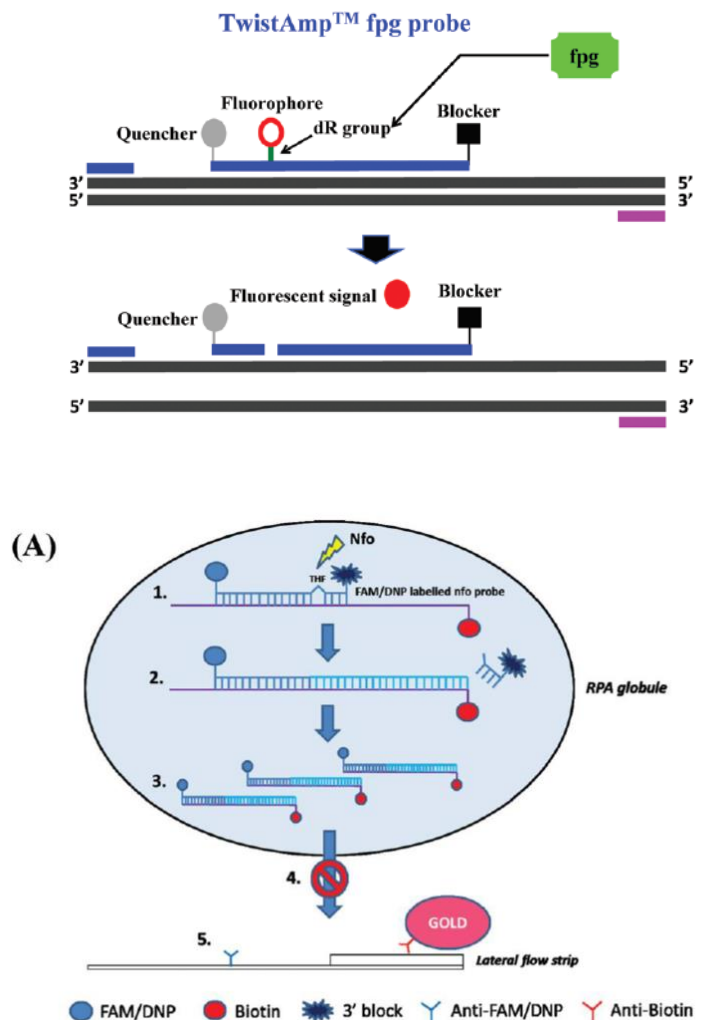 TwistAmp™ fpg probe
fpg
Fluorophore
dR group
Blocker
Quencher
3’ 5’
5’ 3’
Fluorescent signal
Blocker
Quencher
3’ 5’
5’ 3’
(A)
Nfo
1.
THF
FAM/DNP labelled nfo probe
2.
RPA globule
3.
4.
GOLD
5.
Lateral flow strip
FAM/DNP Biotin 3’ block Anti-FAM/DNP Anti-Biotin